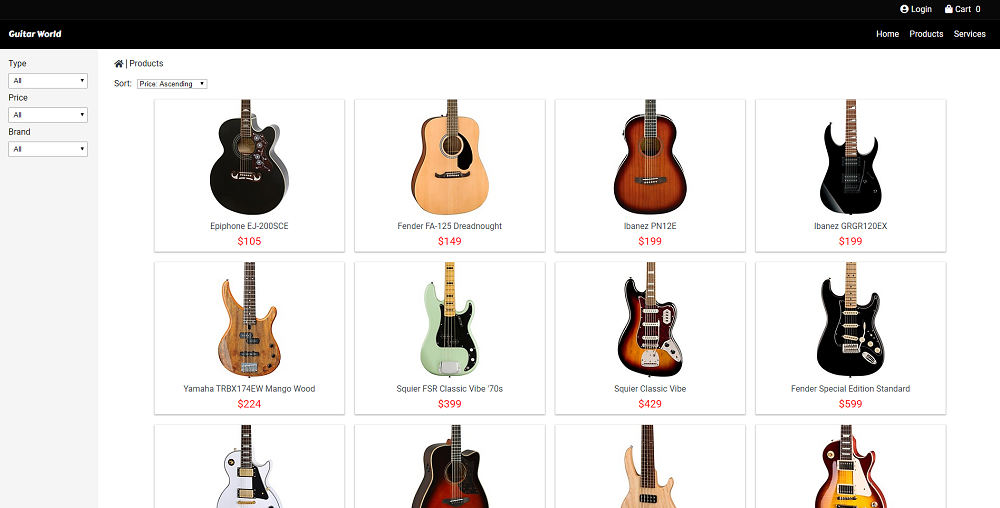 Login Cart 0
Guitar World Home Products Services
Type
All
Price
All
Brand
All
| Products
Sort: Price: Ascending
Epiphone EJ-200SCE
$105
Fender FA-125 Dreadnought
$149
Ibanez PN12E
$199
Ibanez GRGR120EX
$199
Yamaha TRBX174EW Mango Wood
$224
Squier FSR Classic Vibe '70s
$399
Squier Classic Vibe
$429
Fender Special Edition Standard
$599